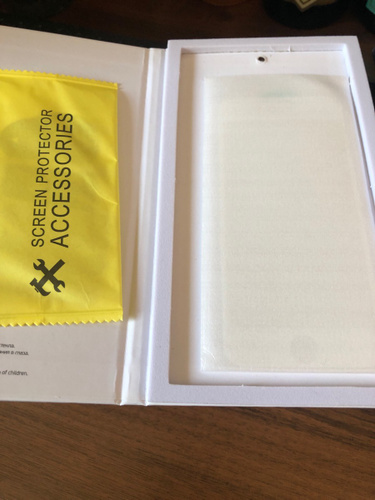 SCREEN PROTECTOR
ACCESSORIES
of children.